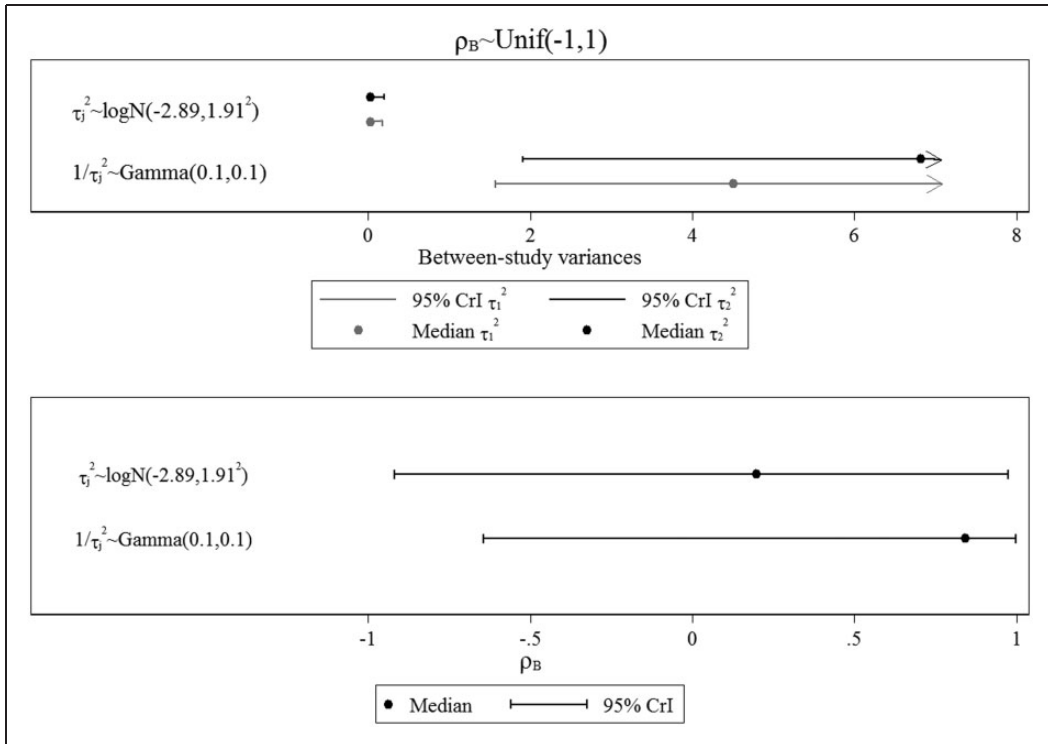 ρB~Unif(-1,1)
τj²~logN(-2.89,1.91²)
1/τj²~Gamma(0.1,0.1)
0 2 4 6 8
Between-study variances
95% CrI τ1² 95% CrI τ2²
Median τ1² Median τ2²
τj²~logN(-2.89,1.91²)
1/τj²~Gamma(0.1,0.1)
-1 -.5 0 .5 1
ρB
Median 95% CrI